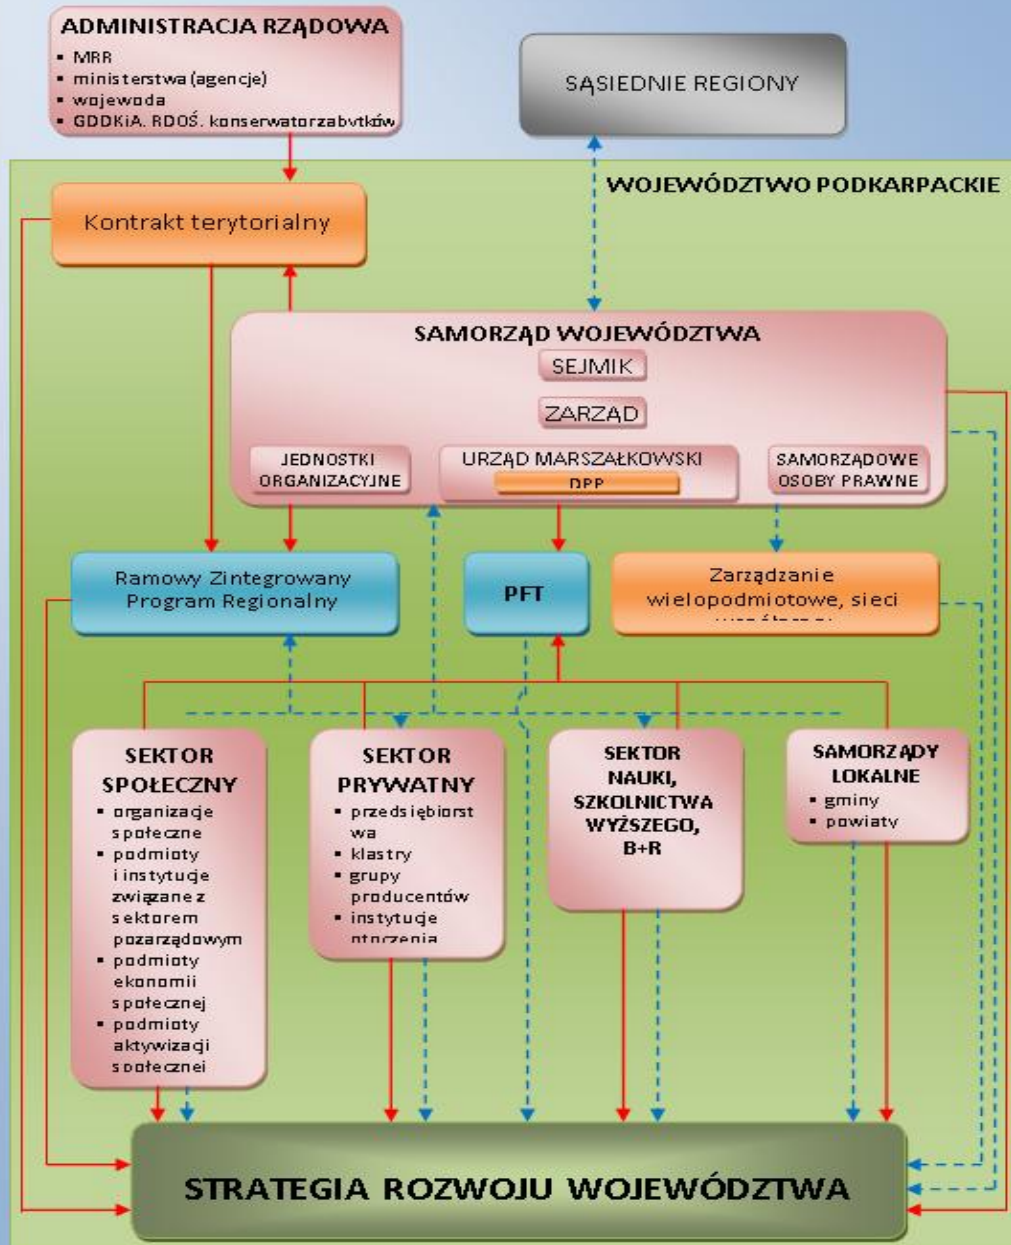 ADMINISTRACJA RZĄDOWA
▪ MRR
▪ ministerstwa (agencje)
▪ wojewoda
▪ GDDKiA. RDOŚ. konserwator zabytków
SĄSIEDNIE REGIONY
WOJEWÓDZTWO PODKARPACKIE
Kontrakt terytorialny
SAMORZĄD WOJEWÓDZTWA
SEJMIK
ZARZĄD
JEDNOSTKI
ORGANIZACYJNE
URZĄD MARSZAŁKOWSKI
SAMORZĄDOWE
OSOBY PRAWNE
Ramowy Zintegrowany
Program Regionalny
PFT
Zarządzanie
wielopodmiotowe, sieci
SEKTOR
SPOŁECZNY
▪ organizacje
społeczne
▪ podmioty
i instytucje
związane z
sektorem
pozarządowym
▪ podmioty
ekonomii
społecznej
▪ podmioty
aktywizacji
społecznej
SEKTOR
PRYWATNY
▪ przedsiębiorst
wa
▪ klastry
▪ grupy
producentów
▪ instytucje
otoczenia
SEKTOR
NAUKI,
SZKOLNICTWA
WYŻSZEGO,
B+R
SAMORZĄDY
LOKALNE
▪ gminy
▪ powiaty
STRATEGIA ROZWOJU WOJEWÓDZTWA